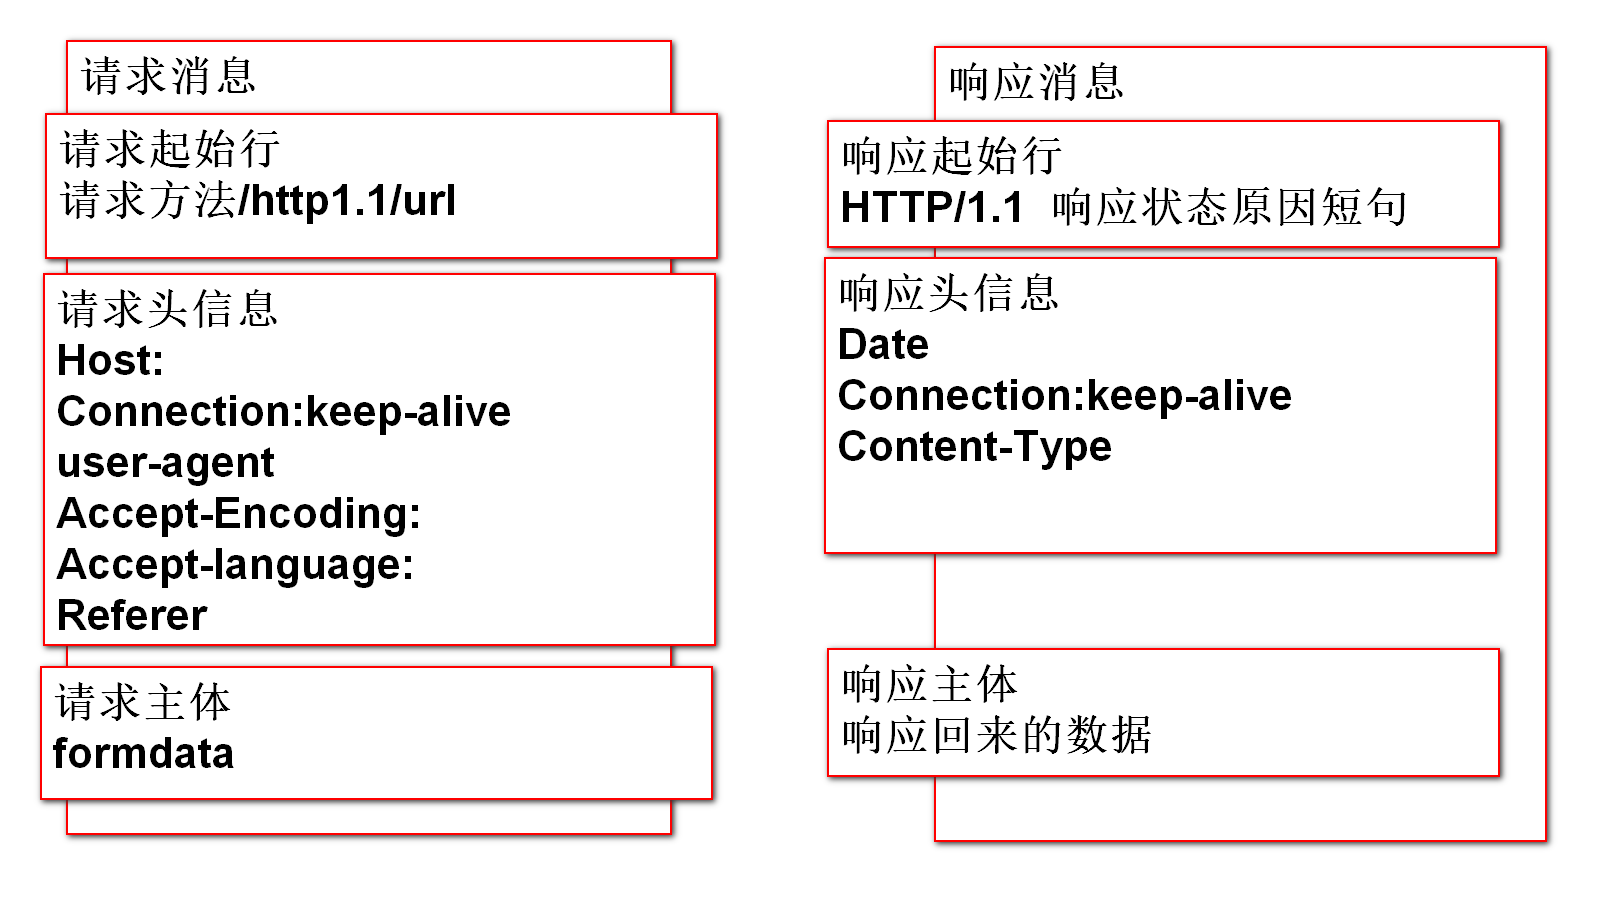 请求消息
请求起始行
请求方法/http1.1/url
请求头信息
Host:
Connection:keep-alive
user-agent
Accept-Encoding:
Accept-language:
Referer
请求主体
formdata
响应消息
响应起始行
HTTP/1.1 响应状态原因短句
响应头信息
Date
Connection:keep-alive
Content-Type
响应主体
响应回来的数据